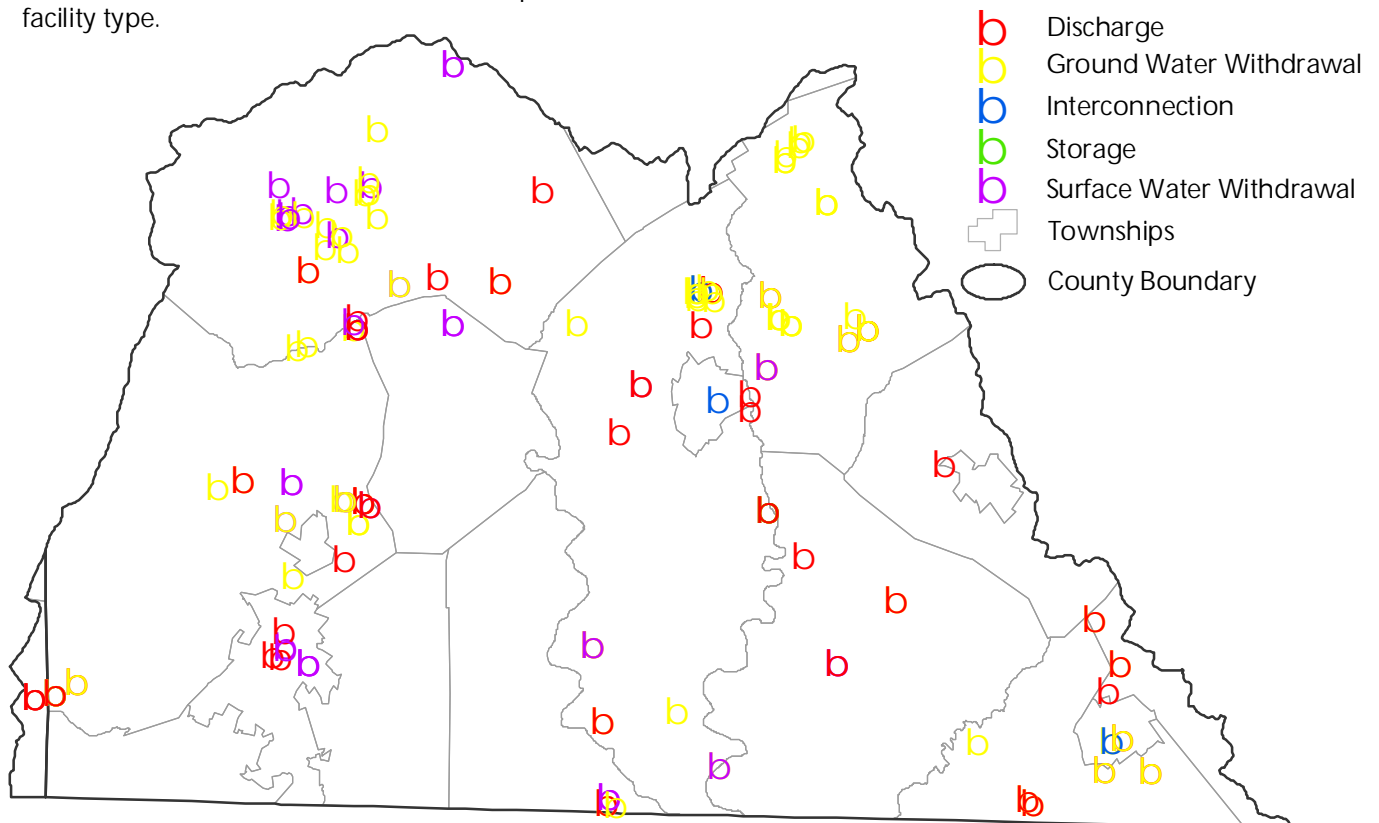 facility type.
Discharge
Ground Water Withdrawal
Interconnection
Storage
Surface Water Withdrawal
Townships
County Boundary